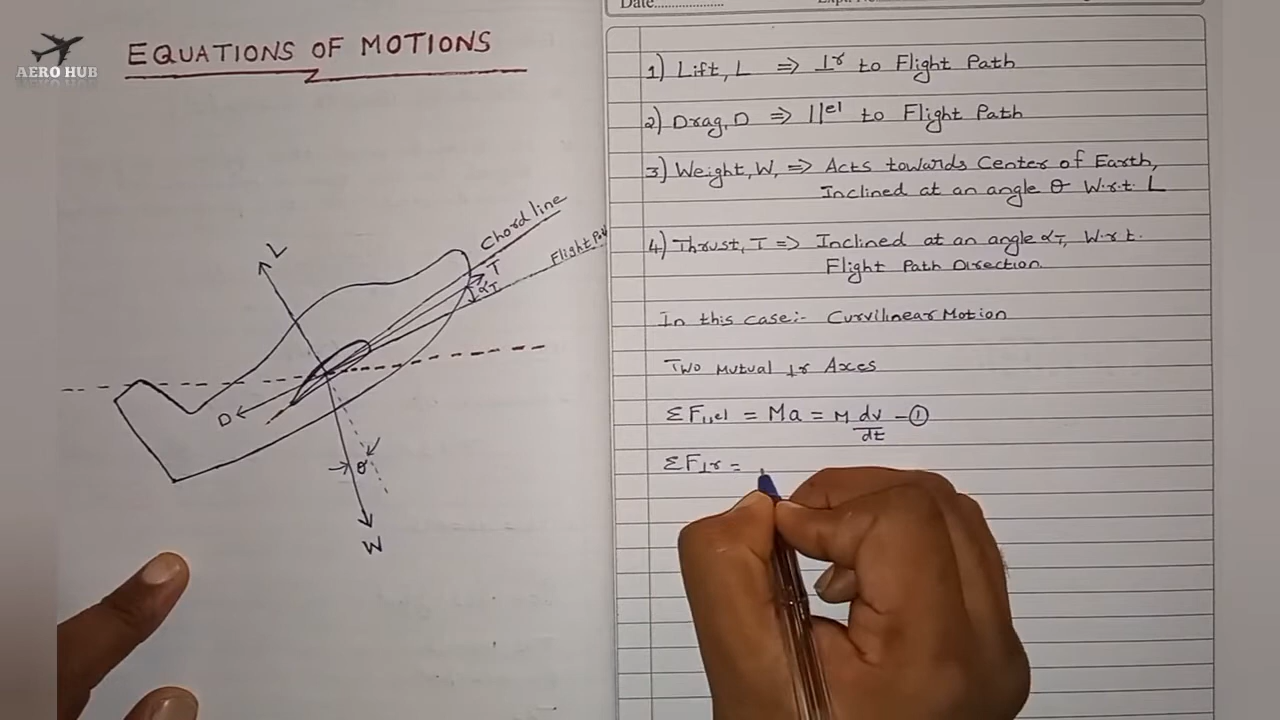 AERO HUB
EQUATIONS OF MOTIONS
L
Chord line
Flight
T
αT
D
θ
W
Date
1) Lift, L ⇒ ⊥r to Flight Path
2) Drag, D ⇒ ||el to Flight Path
3) Weight, W, ⇒ Acts towards Center of Earth,
Inclined at an angle θ W.r.t. L
4) Thrust, T ⇒ Inclined at an angle αT, W.r.t.
Flight Path Direction.
In this case:- Curvilinear Motion
Two Mutual ⊥r Axes
ΣF||el = Ma = M dv/dt - ①
ΣF⊥r =